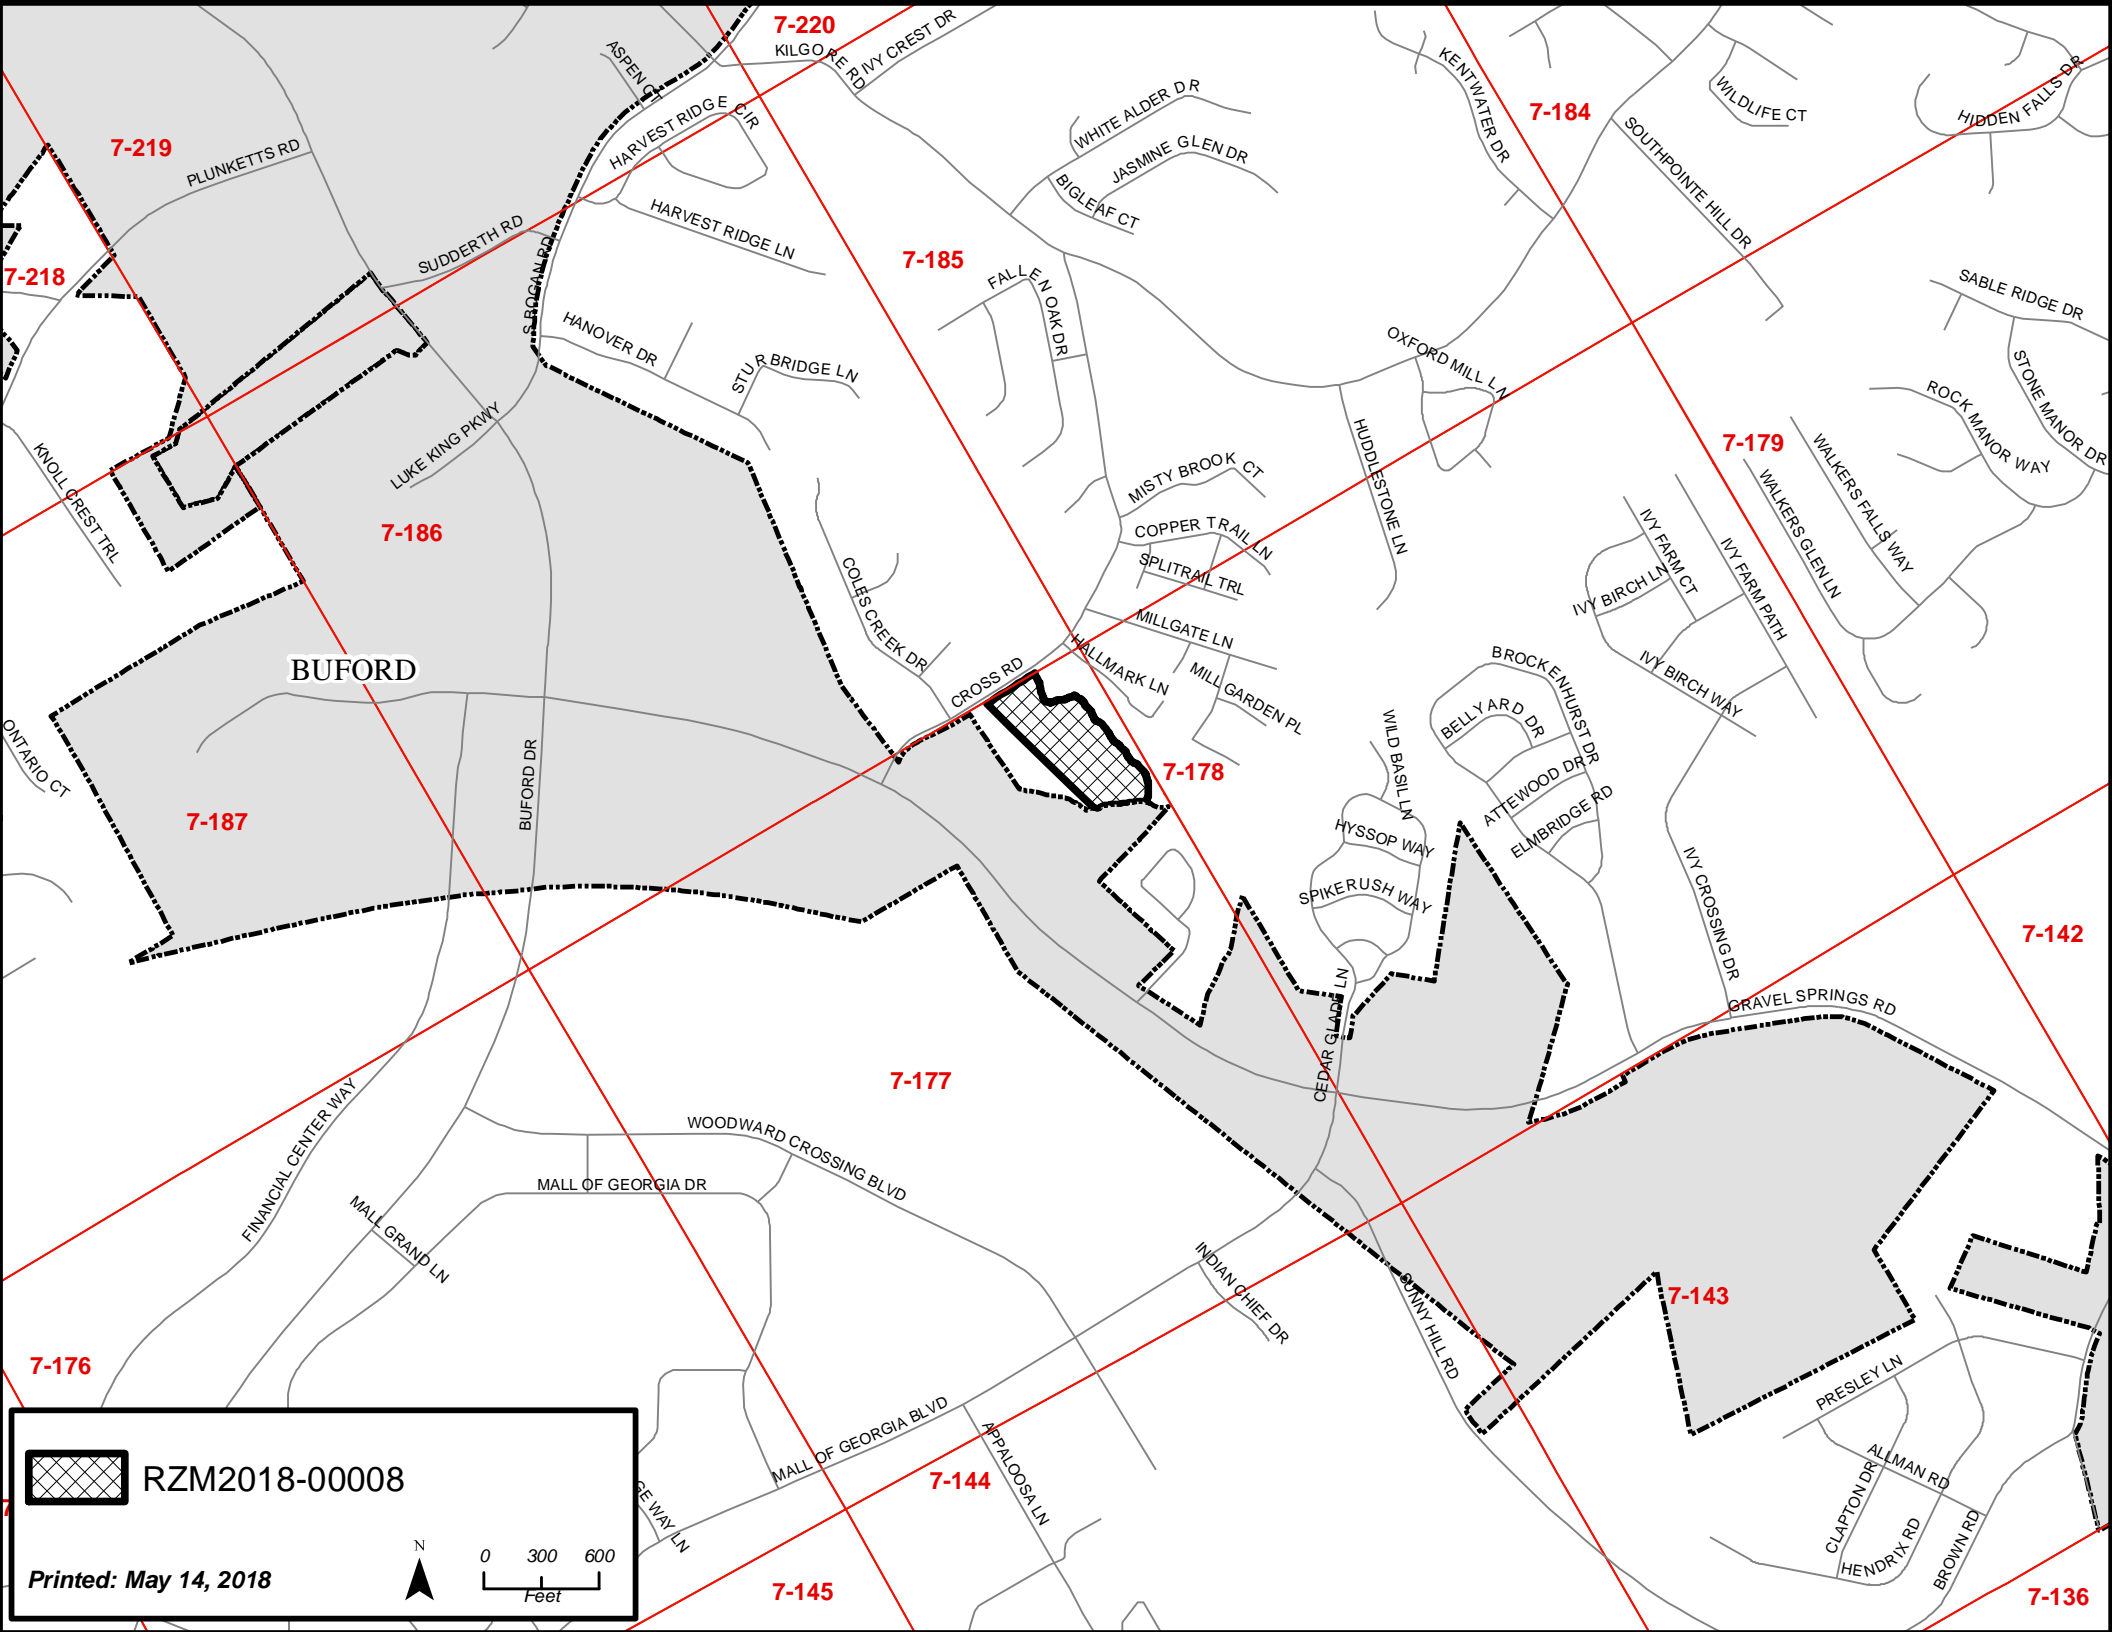 7-220
KILGORE RD
IVY CREST DR
ASPEN CT
HARVEST RIDGE CIR
WHITE ALDER DR
JASMINE GLEN DR
BIGLEAF CT
KENTWATER DR
7-184
WILDLIFE CT
HIDDEN FALLS DR
SOUTHPOINTE HILL DR
7-219
PLUNKETTS RD
HARVEST RIDGE LN
SUDDERTH RD
S BOGAN RD
7-218
7-185
FALLEN OAK DR
SABLE RIDGE DR
HANOVER DR
STURBRIDGE LN
OXFORD MILL LN
STONE MANOR DR
ROCK MANOR WAY
LUKE KING PKWY
KNOLLCREST TRL
HUDDLESTONE LN
7-179
WALKERS FALLS WAY
WALKERS GLEN LN
MISTY BROOK CT
COPPER TRAIL LN
SPLITRAIL TRL
7-186
IVY FARM CT
IVY FARM PATH
IVY BIRCH LN
COLES CREEK DR
MILLGATE LN
HALLMARK LN
MILL GARDEN PL
CROSS RD
BUFORD
BROCKENHURST DR
IVY BIRCH WAY
BELLYARD DR
WILD BASIL LN
ONTARIO CT
BUFORD DR
7-178
ATTEWOOD DR
ELMBRIDGE RD
7-187
HYSSOP WAY
SPIKERUSH WAY
IVY CROSSING DR
7-142
CEDAR GLADE LN
GRAVEL SPRINGS RD
7-177
FINANCIAL CENTER WAY
WOODWARD CROSSING BLVD
MALL OF GEORGIA DR
MALL GRAND LN
INDIAN CHIEF DR
SUNNY HILL RD
7-143
7-176
PRESLEY LN
MALL OF GEORGIA BLVD
APPALOOSA LN
7-144
ALLMAN RD
CLAPTON DR
HENDRIX RD
BROWN RD
GE WAY LN
7-145
7-136
RZM2018-00008
N
0 300 600
Feet
Printed: May 14, 2018